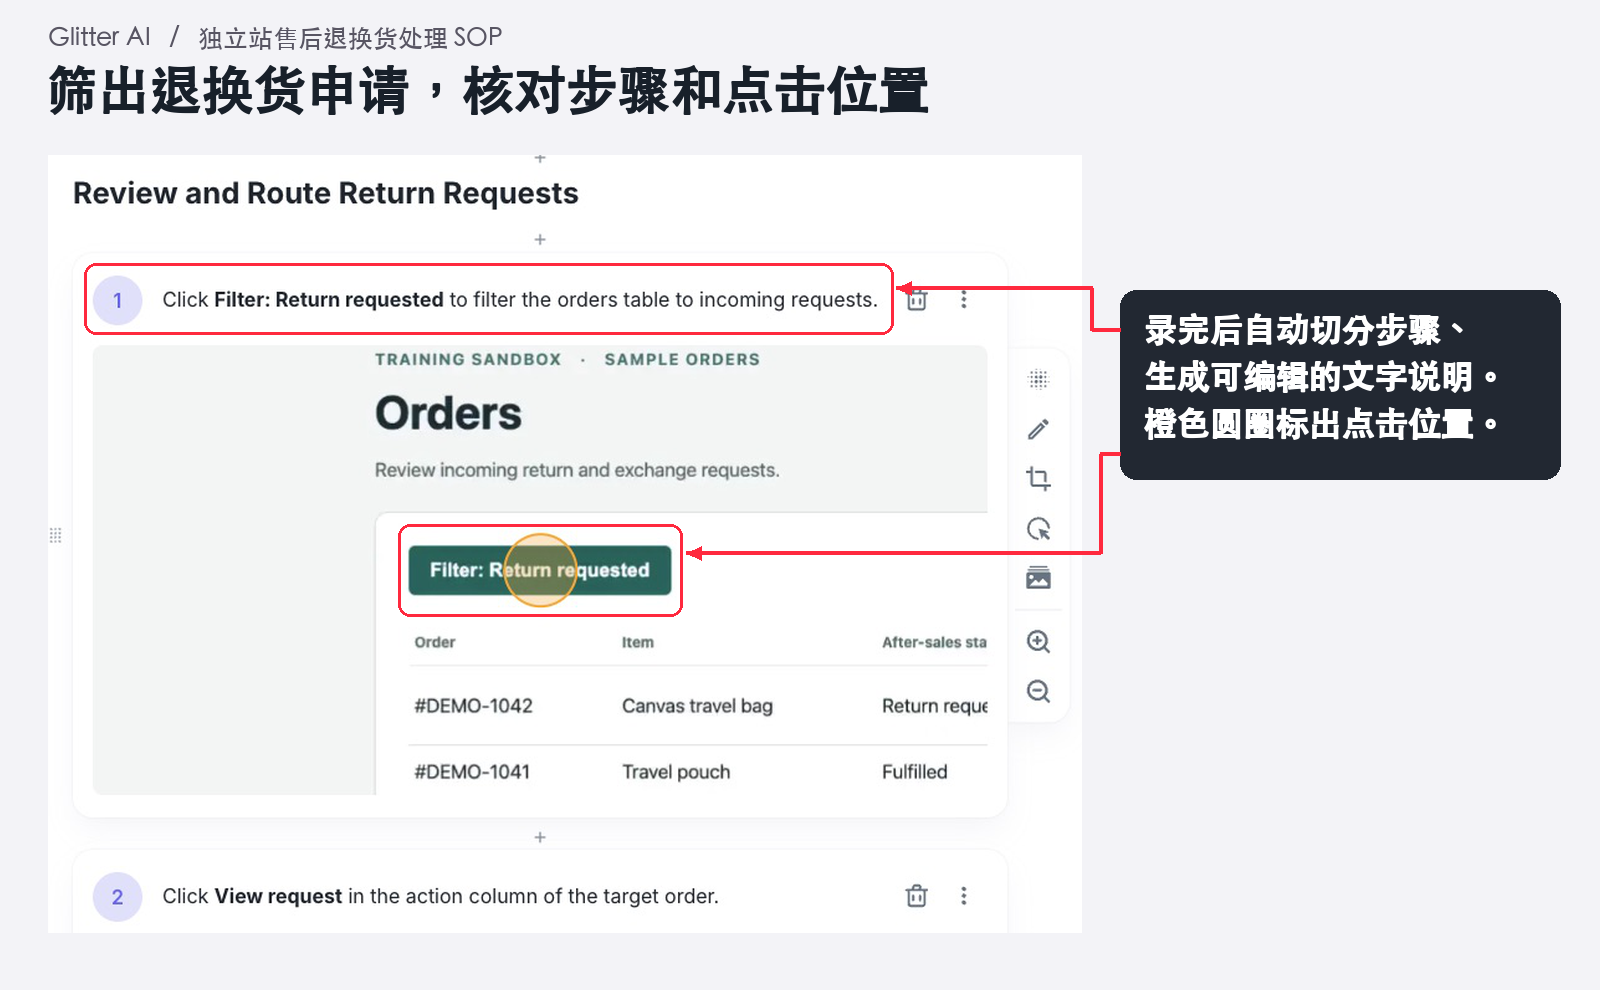 Glitter AI / 独立站售后退换货处理 SOP
筛出退换货申请，核对步骤和点击位置
Review and Route Return Requests
1 Click Filter: Return requested to filter the orders table to incoming requests.
TRAINING SANDBOX · SAMPLE ORDERS
Orders
Review incoming return and exchange requests.
Filter: Return requested
Order Item After-sales sta
#DEMO-1042 Canvas travel bag Return reque
#DEMO-1041 Travel pouch Fulfilled
2 Click View request in the action column of the target order.
录完后自动切分步骤、
生成可编辑的文字说明。
橙色圆圈标出点击位置。